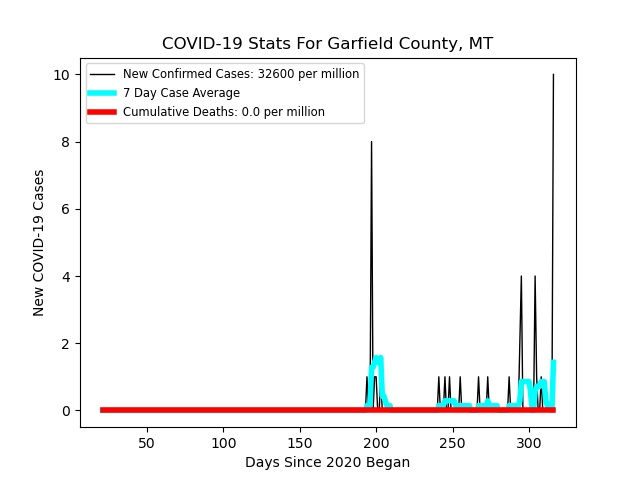 COVID-19 Stats For Garfield County, MT
New Confirmed Cases: 32600 per million
7 Day Case Average
Cumulative Deaths: 0.0 per million
New COVID-19 Cases
10
8
6
4
2
0
50 100 150 200 250 300
Days Since 2020 Began